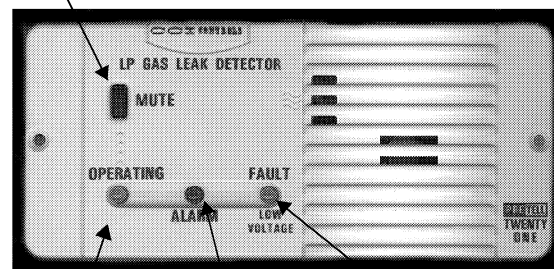 LP GAS LEAK DETECTOR
MUTE
OPERATING
FAULT
ALARM
LOW
VOLTAGE
TWENTY
ONE